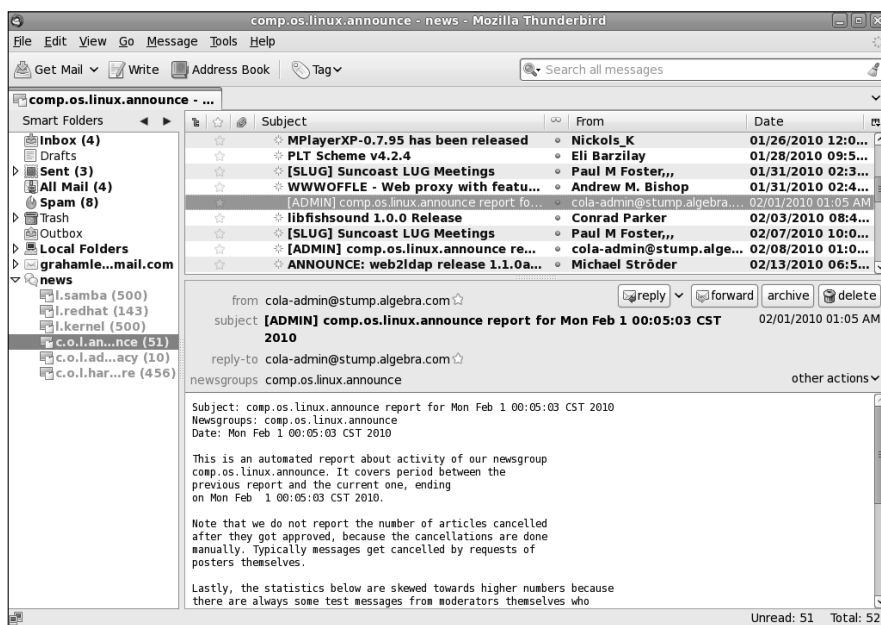 comp.os.linux.announce - news - Mozilla Thunderbird
File Edit View Go Message Tools Help
Get Mail Write Address Book Tag Search all messages
comp.os.linux.announce - ...
Smart Folders
Inbox (4)
Drafts
Sent (3)
All Mail (4)
Spam (8)
Trash
Outbox
Local Folders
grahamle...mail.com
news
l.samba (500)
l.redhat (143)
l.kernel (500)
c.o.l.an...nce (51)
c.o.l.ad...acy (10)
c.o.l.har...re (456)
Subject From Date
MPlayerXP-0.7.95 has been released Nickols_K 01/26/2010 12:0...
PLT Scheme v4.2.4 Eli Barzilay 01/28/2010 09:5...
[SLUG] Suncoast LUG Meetings Paul M Foster,,, 01/31/2010 02:3...
WWWOFFLE - Web proxy with featu... Andrew M. Bishop 01/31/2010 02:4...
[ADMIN] comp.os.linux.announce report fo... cola-admin@stump.algebra.... 02/01/2010 01:05 AM
libfishsound 1.0.0 Release Conrad Parker 02/03/2010 08:4...
[SLUG] Suncoast LUG Meetings Paul M Foster,,, 02/07/2010 10:0...
[ADMIN] comp.os.linux.announce re... cola-admin@stump.alge... 02/08/2010 01:0...
ANNOUNCE: web2ldap release 1.1.0a... Michael Ströder 02/13/2010 06:5...
from cola-admin@stump.algebra.com reply forward archive delete
subject [ADMIN] comp.os.linux.announce report for Mon Feb 1 00:05:03 CST 02/01/2010 01:05 AM
2010
reply-to cola-admin@stump.algebra.com
newsgroups comp.os.linux.announce other actions
Subject: comp.os.linux.announce report for Mon Feb 1 00:05:03 CST 2010
Newsgroups: comp.os.linux.announce
Date: Mon Feb 1 00:05:03 CST 2010
This is an automated report about activity of our newsgroup
comp.os.linux.announce. It covers period between the
previous report and the current one, ending
on Mon Feb  1 00:05:03 CST 2010.
Note that we do not report the number of articles cancelled
after they got approved, because the cancellations are done
manually. Typically messages get cancelled by requests of
posters themselves.
Lastly, the statistics below are skewed towards higher numbers because
there are always some test messages from moderators themselves who
Unread: 51 Total: 52